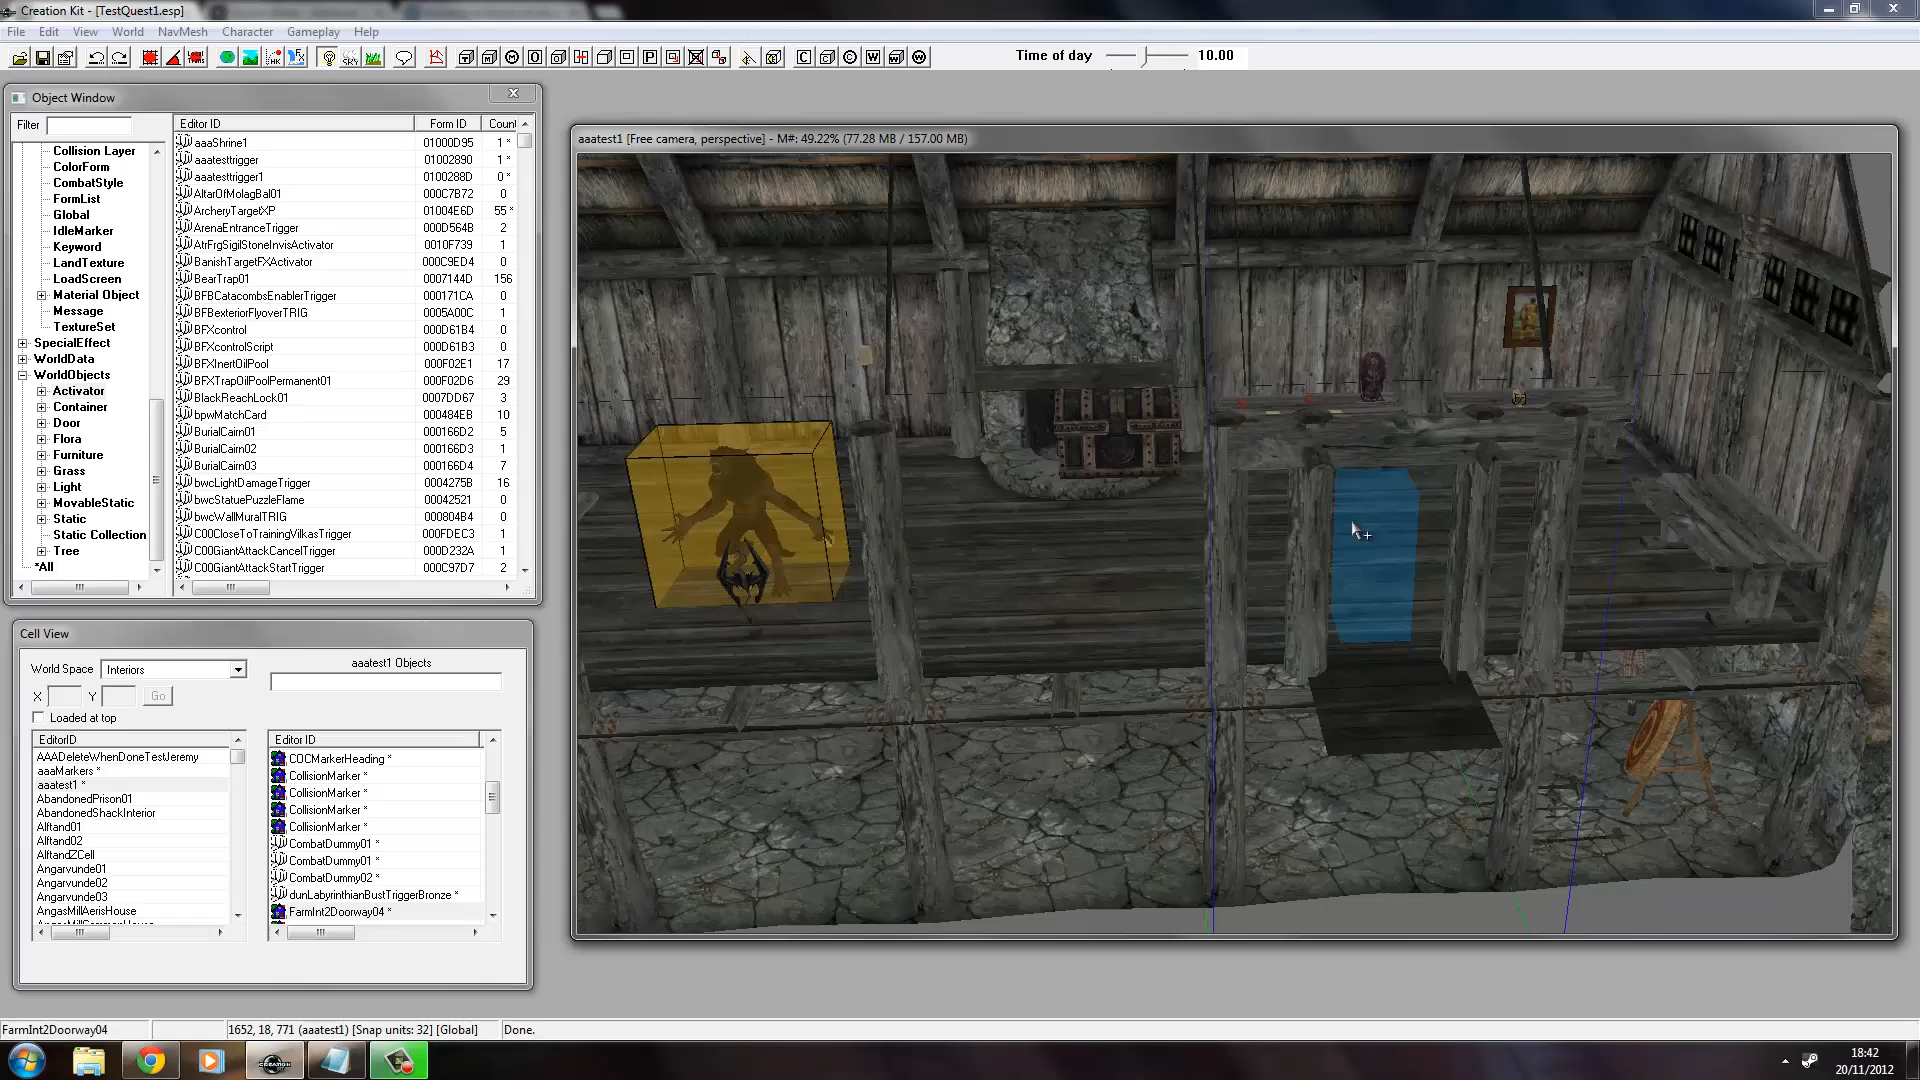 Creation Kit - [TestQuest1.esp]
File Edit View World NavMesh Character Gameplay Help
Time of day 10.00
Object Window
Filter
Collision Layer
ColorForm
CombatStyle
FormList
Global
IdleMarker
Keyword
LandTexture
LoadScreen
Material Object
Message
TextureSet
SpecialEffect
WorldData
WorldObjects
Activator
Container
Door
Flora
Furniture
Grass
Light
MovableStatic
Static
Static Collection
Tree
*All
Editor ID Form ID Count
aaaShrine1 01000D95 1 *
aaatesttrigger 01002890 1 *
aaatesttrigger1 0100288D 0 *
AltarOfMolagBal01 000C7B72 0
ArcheryTargetXP 01004E6D 55 *
ArenaEntranceTrigger 000D564B 2
AtrFrgSigilStoneInvisActivator 0010F739 1
BanishTargetFXActivator 000C9ED4 0
BearTrap01 0007144D 156
BFBCatacombsEnablerTrigger 000171CA 0
BFBexteriorFlyoverTRIG 0005A00C 1
BFXcontrol 000D61B4 0
BFXcontrolScript 000D61B3 0
BFXInertOilPool 000F02E1 17
BFXTrapOilPoolPermanent01 000F02D6 29
BlackReachLock01 0007DD67 3
bpwMatchCard 000484EB 10
BurialCairn01 000166D2 5
BurialCairn02 000166D3 1
BurialCairn03 000166D4 7
bwcLightDamageTrigger 0004275B 16
bwcStatuePuzzleFlame 00042521 0
bwcWallMuralTRIG 000804B4 0
C00CloseToTrainingVilkasTrigger 000FDEC3 1
C00GiantAttackCancelTrigger 000D232A 1
C00GiantAttackStartTrigger 000C97D7 2
aaatest1 [Free camera, perspective] - M#: 49.22% (77.28 MB / 157.00 MB)
Cell View
World Space Interiors
X Y Go
Loaded at top
EditorID
AAADeleteWhenDoneTestJeremy
aaaMarkers *
aaatest1 *
AbandonedPrison01
AbandonedShackInterior
Alftand01
Alftand02
AlftandZCell
Angarvunde01
Angarvunde02
Angarvunde03
AngasMillAerisHouse
aaatest1 Objects
Editor ID
COCMarkerHeading *
CollisionMarker *
CollisionMarker *
CollisionMarker *
CollisionMarker *
CombatDummy01 *
CombatDummy01 *
CombatDummy02 *
dunLabyrinthianBustTriggerBronze *
FarmInt2Doorway04 *
FarmInt2Doorway04 1652, 18, 771 (aaatest1) [Snap units: 32] [Global] Done.
18:42
20/11/2012